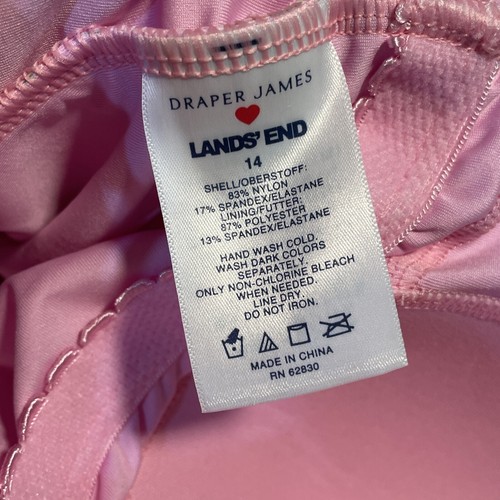 DRAPER JAMES
LANDS' END
14
SHELL/OBERSTOFF:
83% NYLON
17% SPANDEX/ELASTANE
LINING/FUTTER:
87% POLYESTER
13% SPANDEX/ELASTANE
HAND WASH COLD.
WASH DARK COLORS
SEPARATELY.
ONLY NON-CHLORINE BLEACH
WHEN NEEDED.
LINE DRY.
DO NOT IRON.
MADE IN CHINA
RN 62830